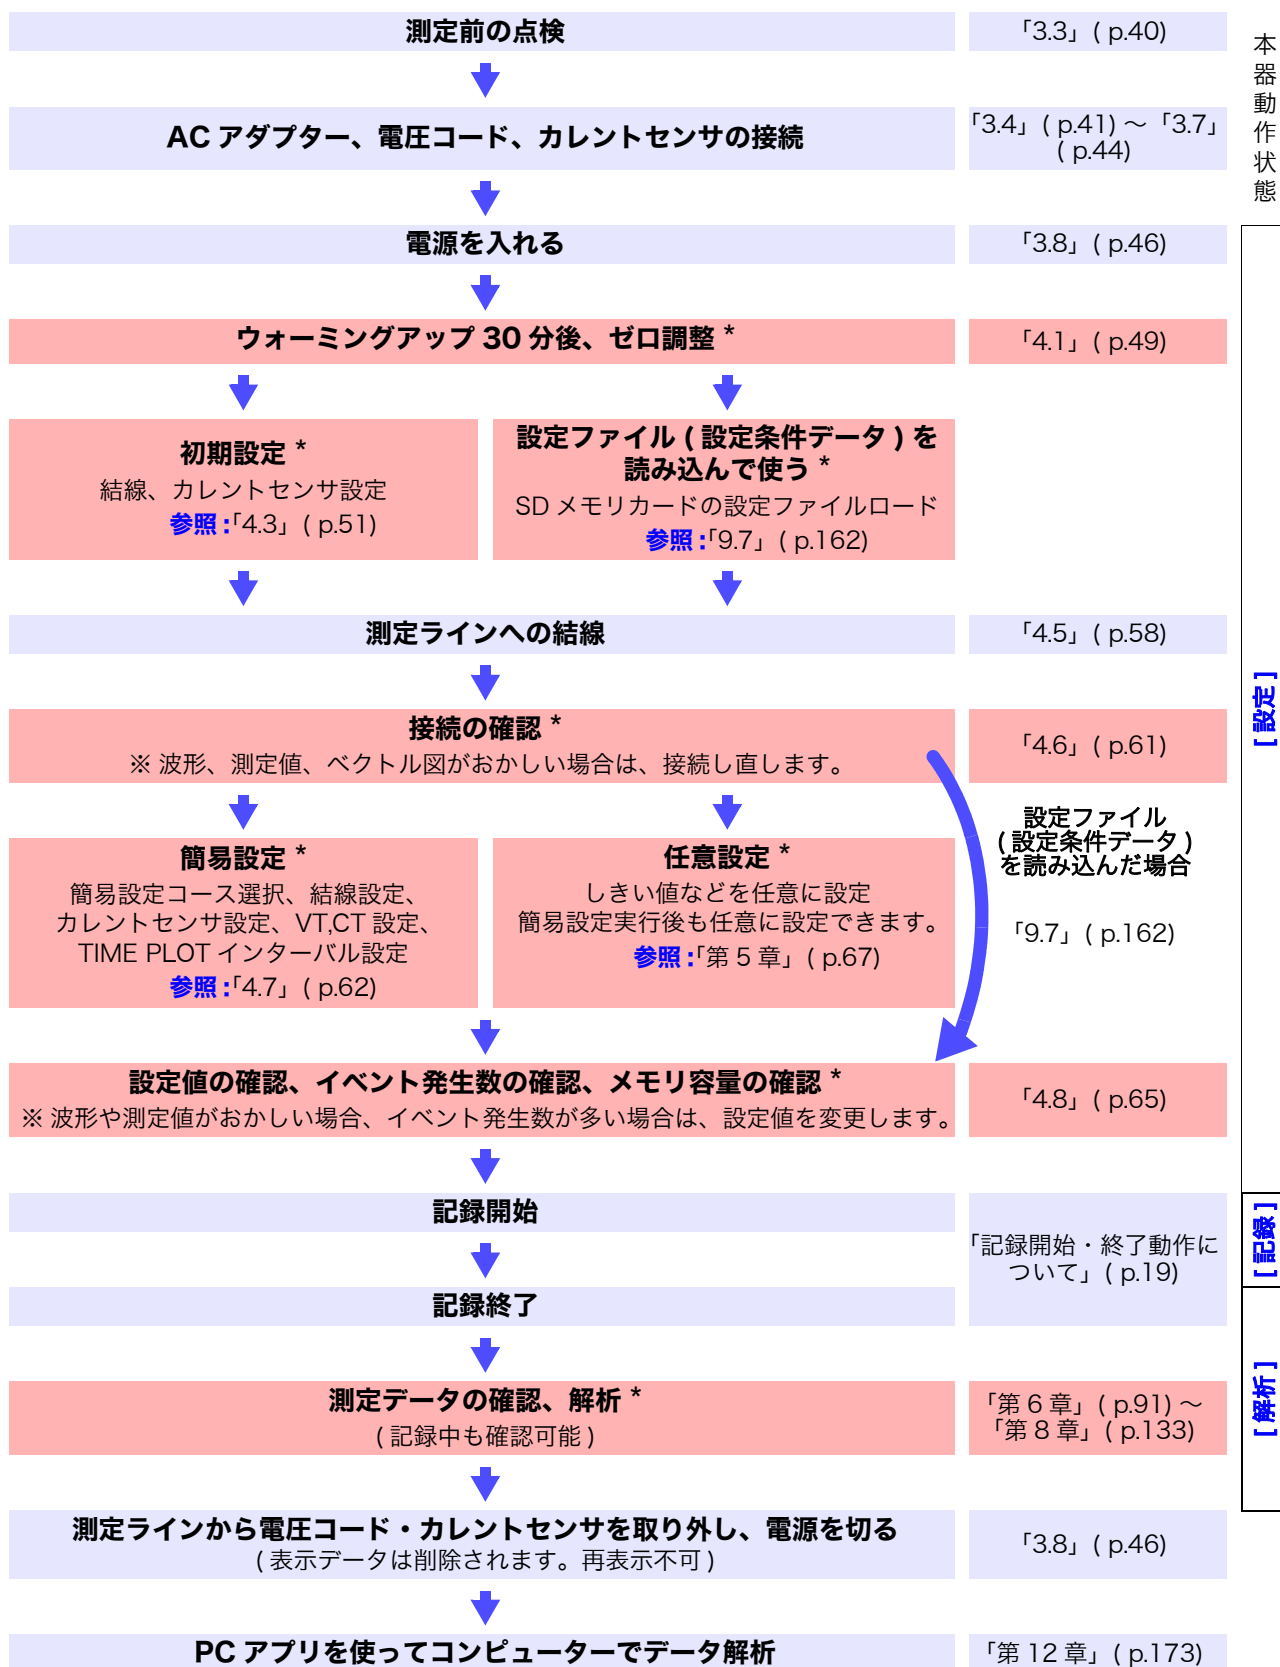 測定前の点検
「3.3」( p.40)
本器動作状態
AC アダプター、電圧コード、カレントセンサの接続
「3.4」( p.41) ～「3.7」
( p.44)
電源を入れる
「3.8」( p.46)
ウォーミングアップ 30 分後、ゼロ調整 *
「4.1」( p.49)
初期設定 *
結線、カレントセンサ設定
参照 :「4.3」( p.51)
設定ファイル ( 設定条件データ ) を
読み込んで使う *
SD メモリカードの設定ファイルロード
参照 :「9.7」( p.162)
測定ラインへの結線
「4.5」( p.58)
[ 設定 ]
接続の確認 *
※ 波形、測定値、ベクトル図がおかしい場合は、接続し直します。
「4.6」( p.61)
簡易設定 *
簡易設定コース選択、結線設定、
カレントセンサ設定、VT,CT 設定、
TIME PLOT インターバル設定
参照 :「4.7」( p.62)
任意設定 *
しきい値などを任意に設定
簡易設定実行後も任意に設定できます。
参照 :「第 5 章」( p.67)
設定ファイル
( 設定条件データ )
を読み込んだ場合
「9.7」( p.162)
設定値の確認、イベント発生数の確認、メモリ容量の確認 *
※ 波形や測定値がおかしい場合、イベント発生数が多い場合は、設定値を変更します。
「4.8」( p.65)
記録開始
「記録開始・終了動作に
ついて」( p.19)
[ 記録 ]
記録終了
測定データの確認、解析 *
( 記録中も確認可能 )
「第 6 章」( p.91) ～
「第 8 章」( p.133)
[ 解析 ]
測定ラインから電圧コード・カレントセンサを取り外し、電源を切る
( 表示データは削除されます。再表示不可 )
「3.8」( p.46)
PC アプリを使ってコンピューターでデータ解析
「第 12 章」( p.173)